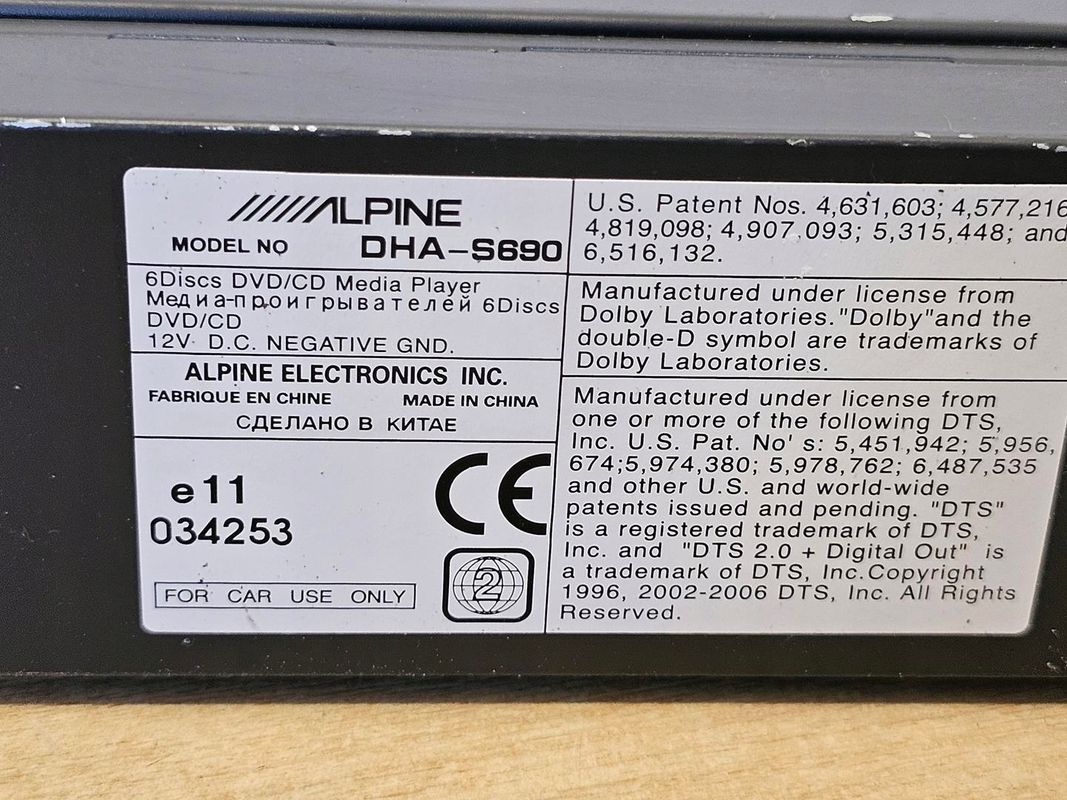 ALPINE
MODEL NO DHA-S690
6Discs DVD/CD Media Player
Медиа-проигрывателей 6Discs
DVD/CD
12V D.C. NEGATIVE GND.
ALPINE ELECTRONICS INC.
FABRIQUE EN CHINE MADE IN CHINA
СДЕЛАНО В КИТАЕ
e11
034253
CE
2
FOR CAR USE ONLY
U.S. Patent Nos. 4,631,603; 4,577,216
4,819,098; 4,907,093; 5,315,448; and
6,516,132.
Manufactured under license from
Dolby Laboratories."Dolby"and the
double-D symbol are trademarks of
Dolby Laboratories.
Manufactured under license from
one or more of the following DTS,
Inc. U.S. Pat. No' s: 5,451,942; 5,956,
674;5,974,380; 5,978,762; 6,487,535
and other U.S. and world-wide
patents issued and pending. "DTS"
is a registered trademark of DTS,
Inc. and "DTS 2.0 + Digital Out" is
a trademark of DTS, Inc.Copyright
1996, 2002-2006 DTS, Inc. All Rights
Reserved.